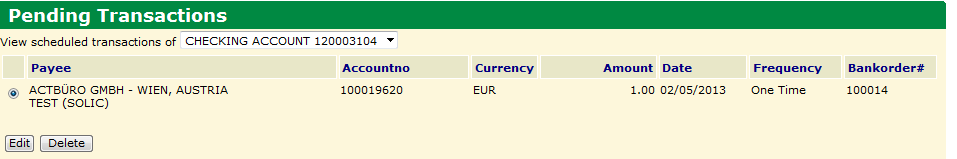 Pending Transactions
View scheduled transactions of CHECKING ACCOUNT 120003104
Payee Accountno Currency Amount Date Frequency Bankorder#
ACTBÜRO GMBH - WIEN, AUSTRIA 100019620 EUR 1.00 02/05/2013 One Time 100014
TEST (SOLIC)
Edit Delete